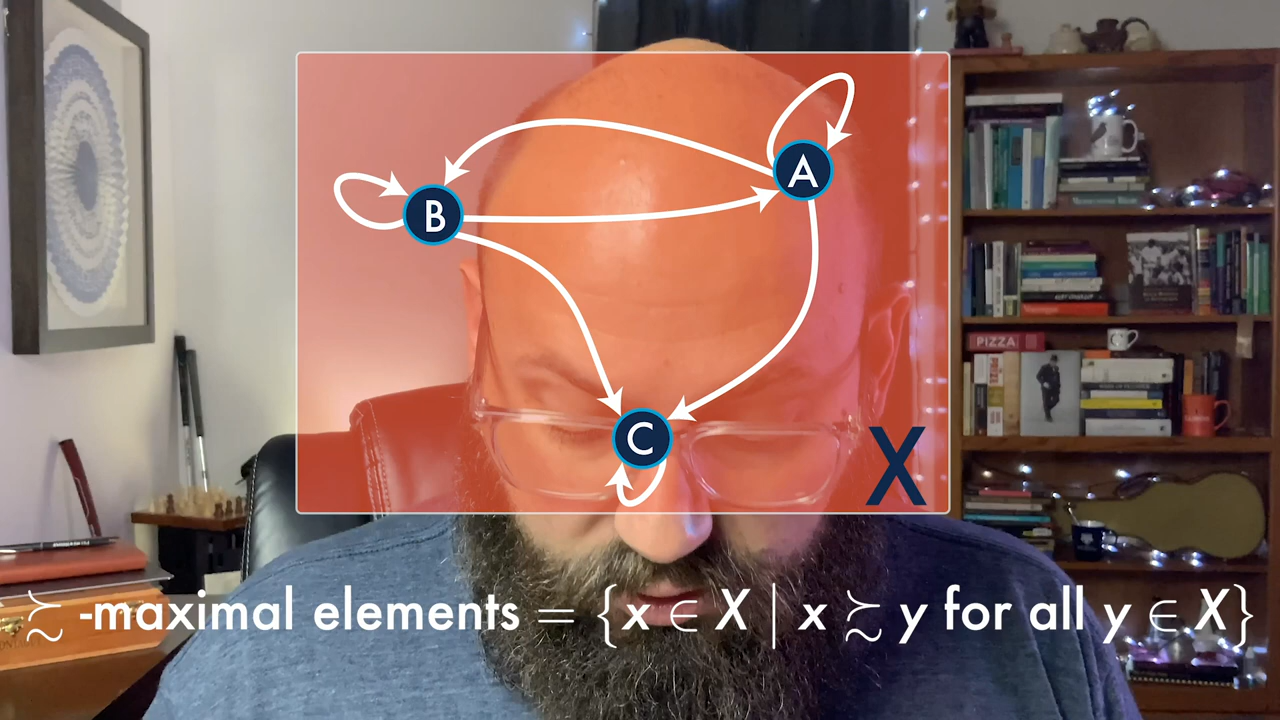 A
B
C
X
≿ -maximal elements = {x ∈ X | x ≿ y for all y ∈ X}
PIZZA